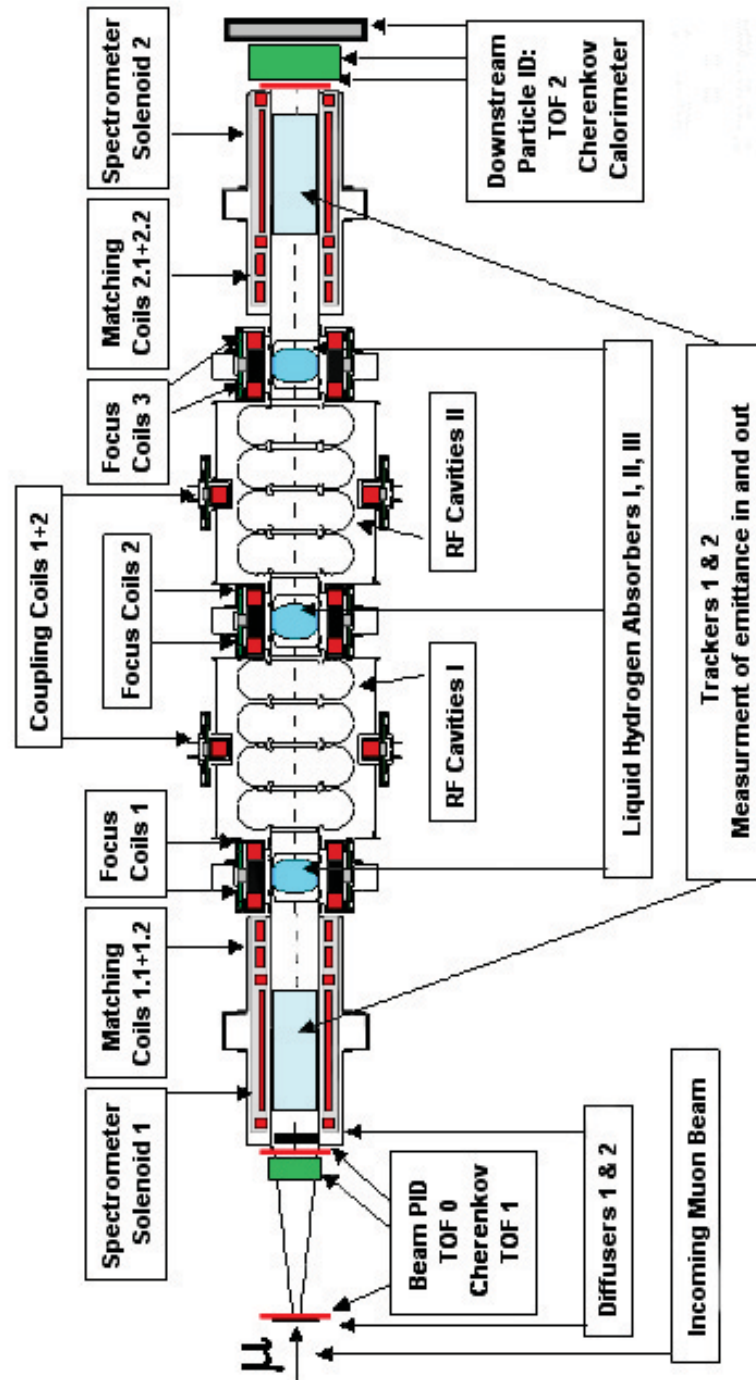 Spectrometer
Solenoid 1
Matching
Coils 1.1+1.2
Focus
Coils 1
Coupling Coils 1+2
Focus Coils 2
Focus
Coils 3
Matching
Coils 2.1+2.2
Spectrometer
Solenoid 2
μ
Beam PID
TOF 0
Cherenkov
TOF 1
Diffusers 1 & 2
Incoming Muon Beam
RF Cavities I
RF Cavities II
Liquid Hydrogen Absorbers I, II, III
Trackers 1 & 2
Measurment of emittance in and out
Downstream
Particle ID:
TOF 2
Cherenkov
Calorimeter